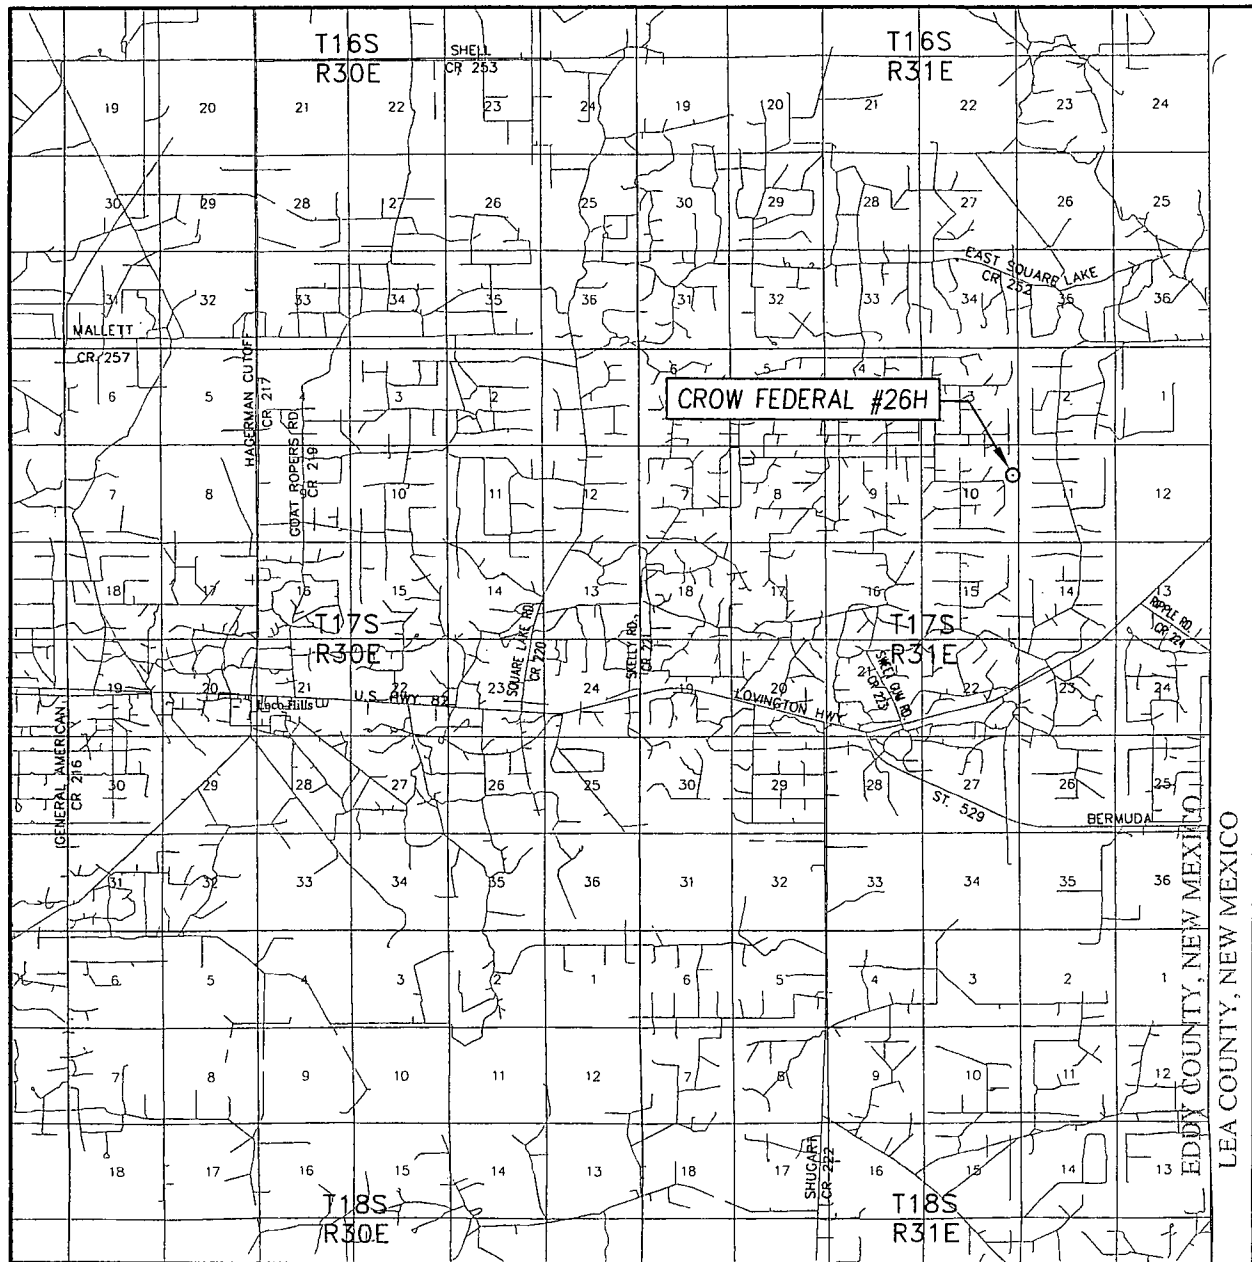 T16S
R30E
SHELL
CR 253
T16S
R31E
19 20 21 22 23 24 19 20 21 22 23 24
30 29 28 27 26 25 30 29 28 27 26 25
EAST SQUARE LAKE
CR 252
31 32 33 34 35 36 31 32 33 34 35 36
MALLETT
CR 257
HAGERMAN CUTOFF
CR 217
GOAT ROPERS RD.
CR 219
6 5 4 3 2 1 6 5 4 3 2 1
CROW FEDERAL #26H
7 8 9 10 11 12 7 8 9 10 11 12
18 17 16 15 14 13 18 17 16 15 14 13
T17S
R30E
SQUARE LAKE RD.
CR 220
SKELLY RD.
CR 221
T17S
R31E
SWEET GUM RD.
CR 223
RIPPLE RD.
CR 224
19 20 21 22 23 24 19 20 21 22 23 24
Loco Hills
U.S. HWY. 82
LOVINGTON HWY
GENERAL AMERICAN
CR 216
30 29 28 27 26 25 30 29 28 27 26 25
ST. 529
BERMUDA
31 32 33 34 35 36 31 32 33 34 35 36
6 5 4 3 2 1 6 5 4 3 2 1
7 8 9 10 11 12 7 8 9 10 11 12
18 17 16 15 14 13 18 17 16 15 14 13
SHUGART
CR 222
T18S
R30E
T18S
R31E
EDDY COUNTY, NEW MEXICO
LEA COUNTY, NEW MEXICO